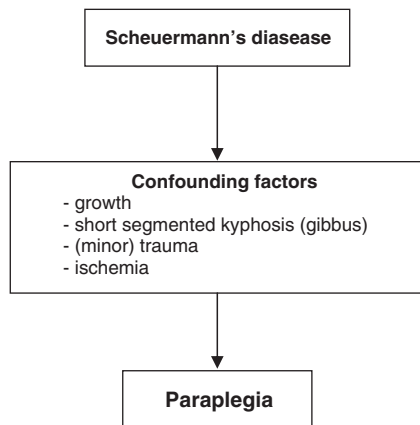 Scheuermann’s diasease
Confounding factors
- growth
- short segmented kyphosis (gibbus)
- (minor) trauma
- ischemia
Paraplegia